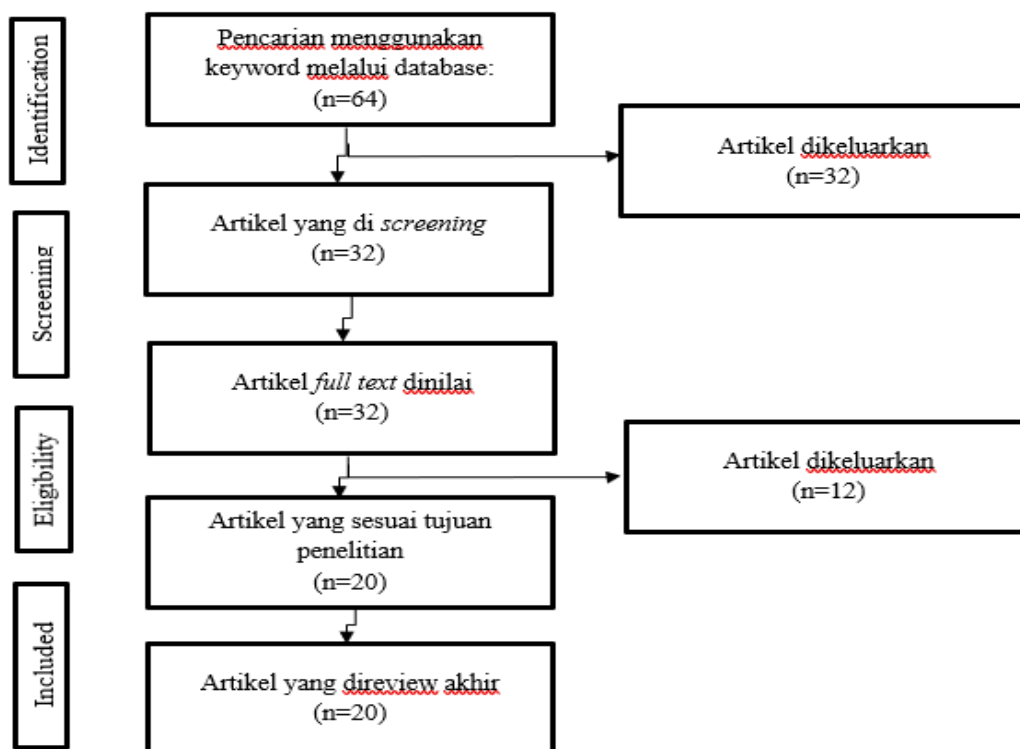 Identification
Pencarian menggunakan
keyword melalui database:
(n=64)
Artikel dikeluarkan
(n=32)
Screening
Artikel yang di screening
(n=32)
Artikel full text dinilai
(n=32)
Eligibility
Artikel dikeluarkan
(n=12)
Artikel yang sesuai tujuan
penelitian
(n=20)
Included
Artikel yang direview akhir
(n=20)